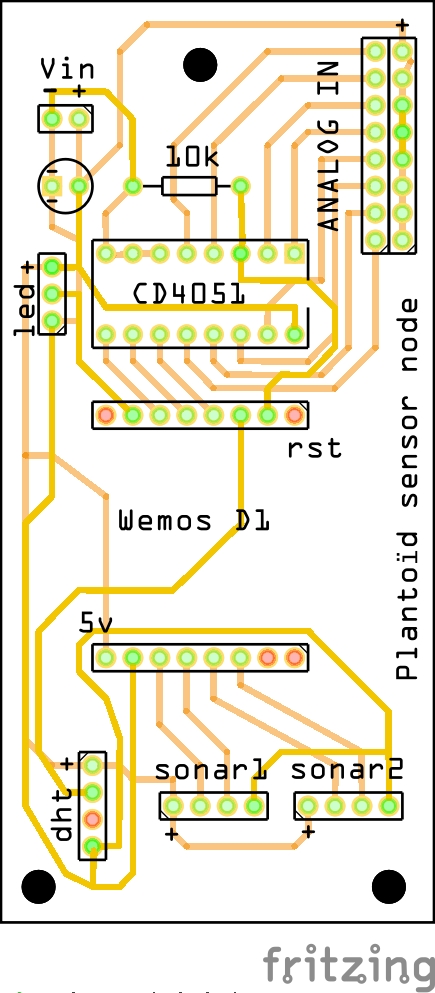 +
Vin
- +
10k
ANALOG IN
-
-
led+
CD4051
rst
Plantoïd sensor node
Wemos D1
5v
+
dht
sonar1
sonar2
+
+
fritzing